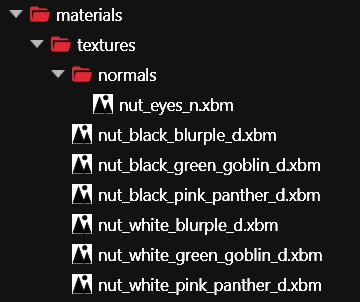 materials
textures
normals
nut_eyes_n.xbm
nut_black_blurple_d.xbm
nut_black_green_goblin_d.xbm
nut_black_pink_panther_d.xbm
nut_white_blurple_d.xbm
nut_white_green_goblin_d.xbm
nut_white_pink_panther_d.xbm